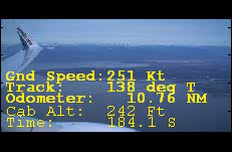 Gnd Speed:251 Kt
Track: 138 deg T
Odometer: 10.76 NM
Cab Alt: 242 Ft
Time: 184.1 S